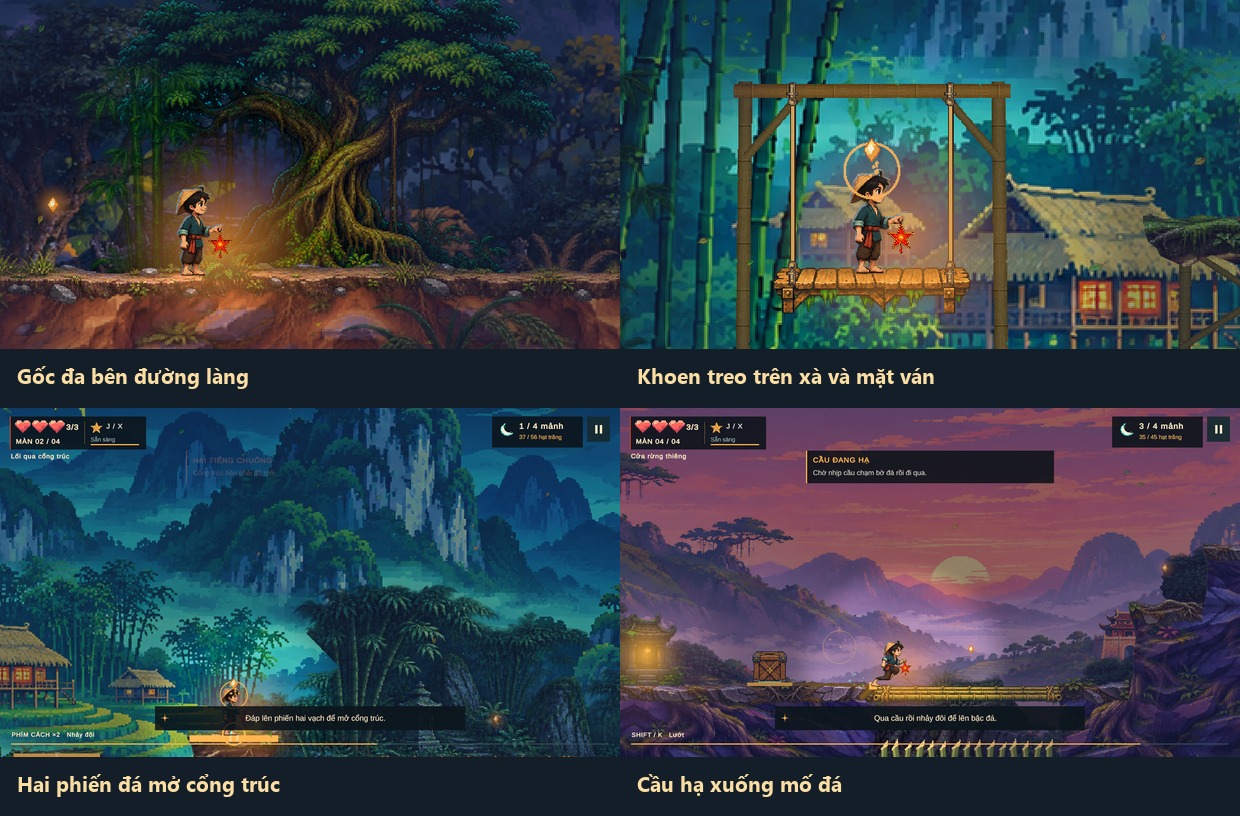 Gốc đa bên đường làng
Khoen treo trên xà và mặt ván
3/3
MÀN 02 / 04
J / X
Sẵn sàng
1 / 4 mảnh
37 / 56 hạt trăng
Lối qua cổng trúc
HAI TIẾNG CHUÔNG
Đáp lên phiến hai vạch để mở cổng trúc.
PHÍM CÁCH ×2 Nhảy đôi
Hai phiến đá mở cổng trúc
3/3
MÀN 04 / 04
J / X
Sẵn sàng
3 / 4 mảnh
35 / 45 hạt trăng
Cửa rừng thiêng
CẦU ĐANG HẠ
Chờ nhịp cầu chạm bờ đá rồi đi qua.
Qua cầu rồi nhảy đôi để lên bậc đá.
SHIFT / K Lướt
Cầu hạ xuống mố đá